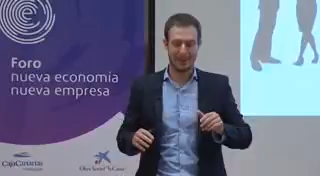 Foro
nueva economía
nueva empresa
CajaCanarias
Obra Social "la Caixa"